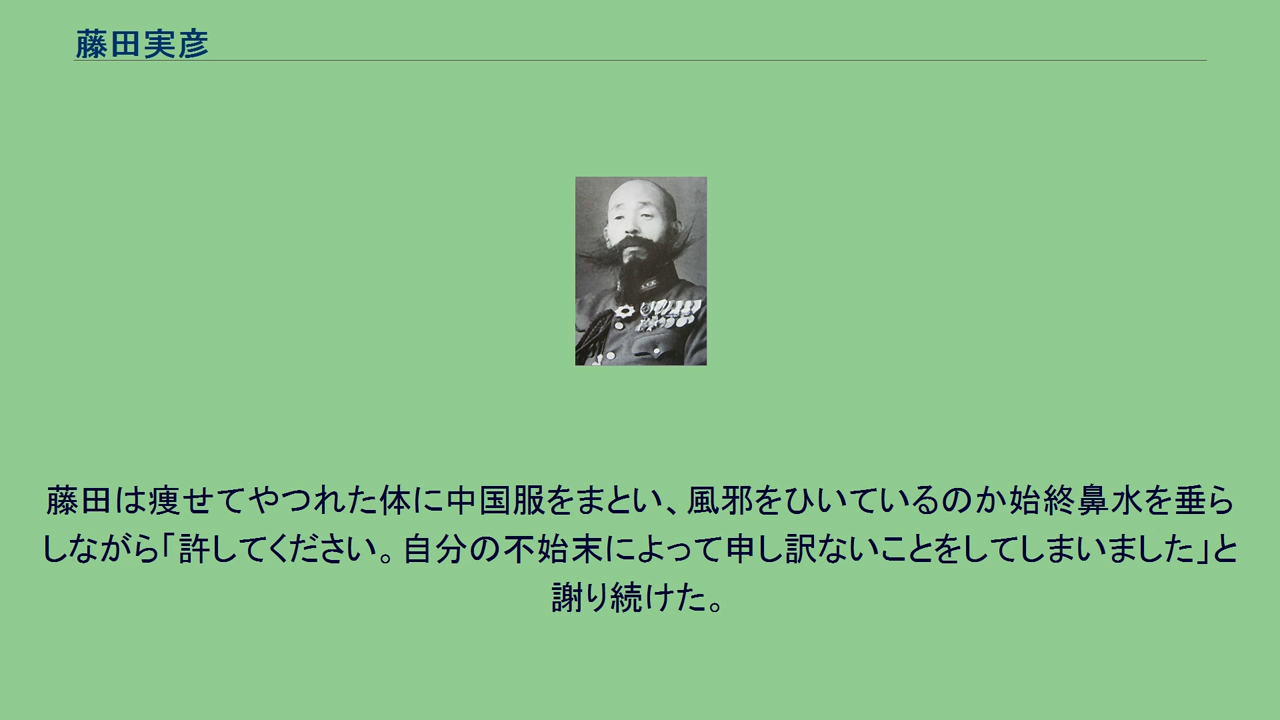 藤田実彦
藤田は痩せてやつれた体に中国服をまとい、風邪をひいているのか始終鼻水を垂ら
しながら「許してください。自分の不始末によって申し訳ないことをしてしまいました」と
謝り続けた。